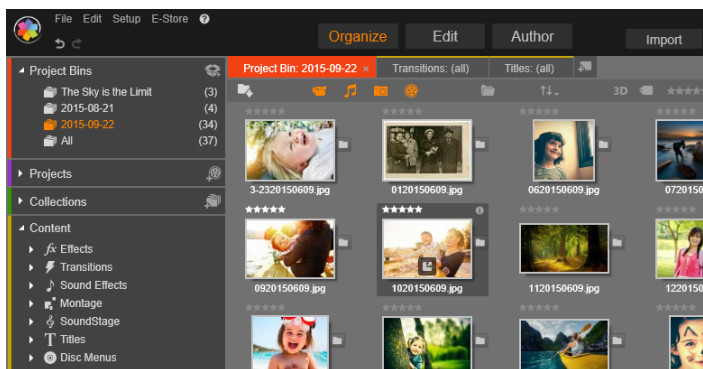 File Edit Setup E-Store ?
Organize Edit Author Import
Project Bins
The Sky is the Limit (3)
2015-08-21 (4)
2015-09-22 (34)
All (37)
Projects
Collections
Content
fx Effects
Transitions
Sound Effects
Montage
SoundStage
T Titles
Disc Menus
Project Bin: 2015-09-22 × Transitions: (all) Titles: (all)
3D
3-2320150609.jpg 0120150609.jpg 0620150609.jpg 0720150
0920150609.jpg 1020150609.jpg 1120150609.jpg 1220150